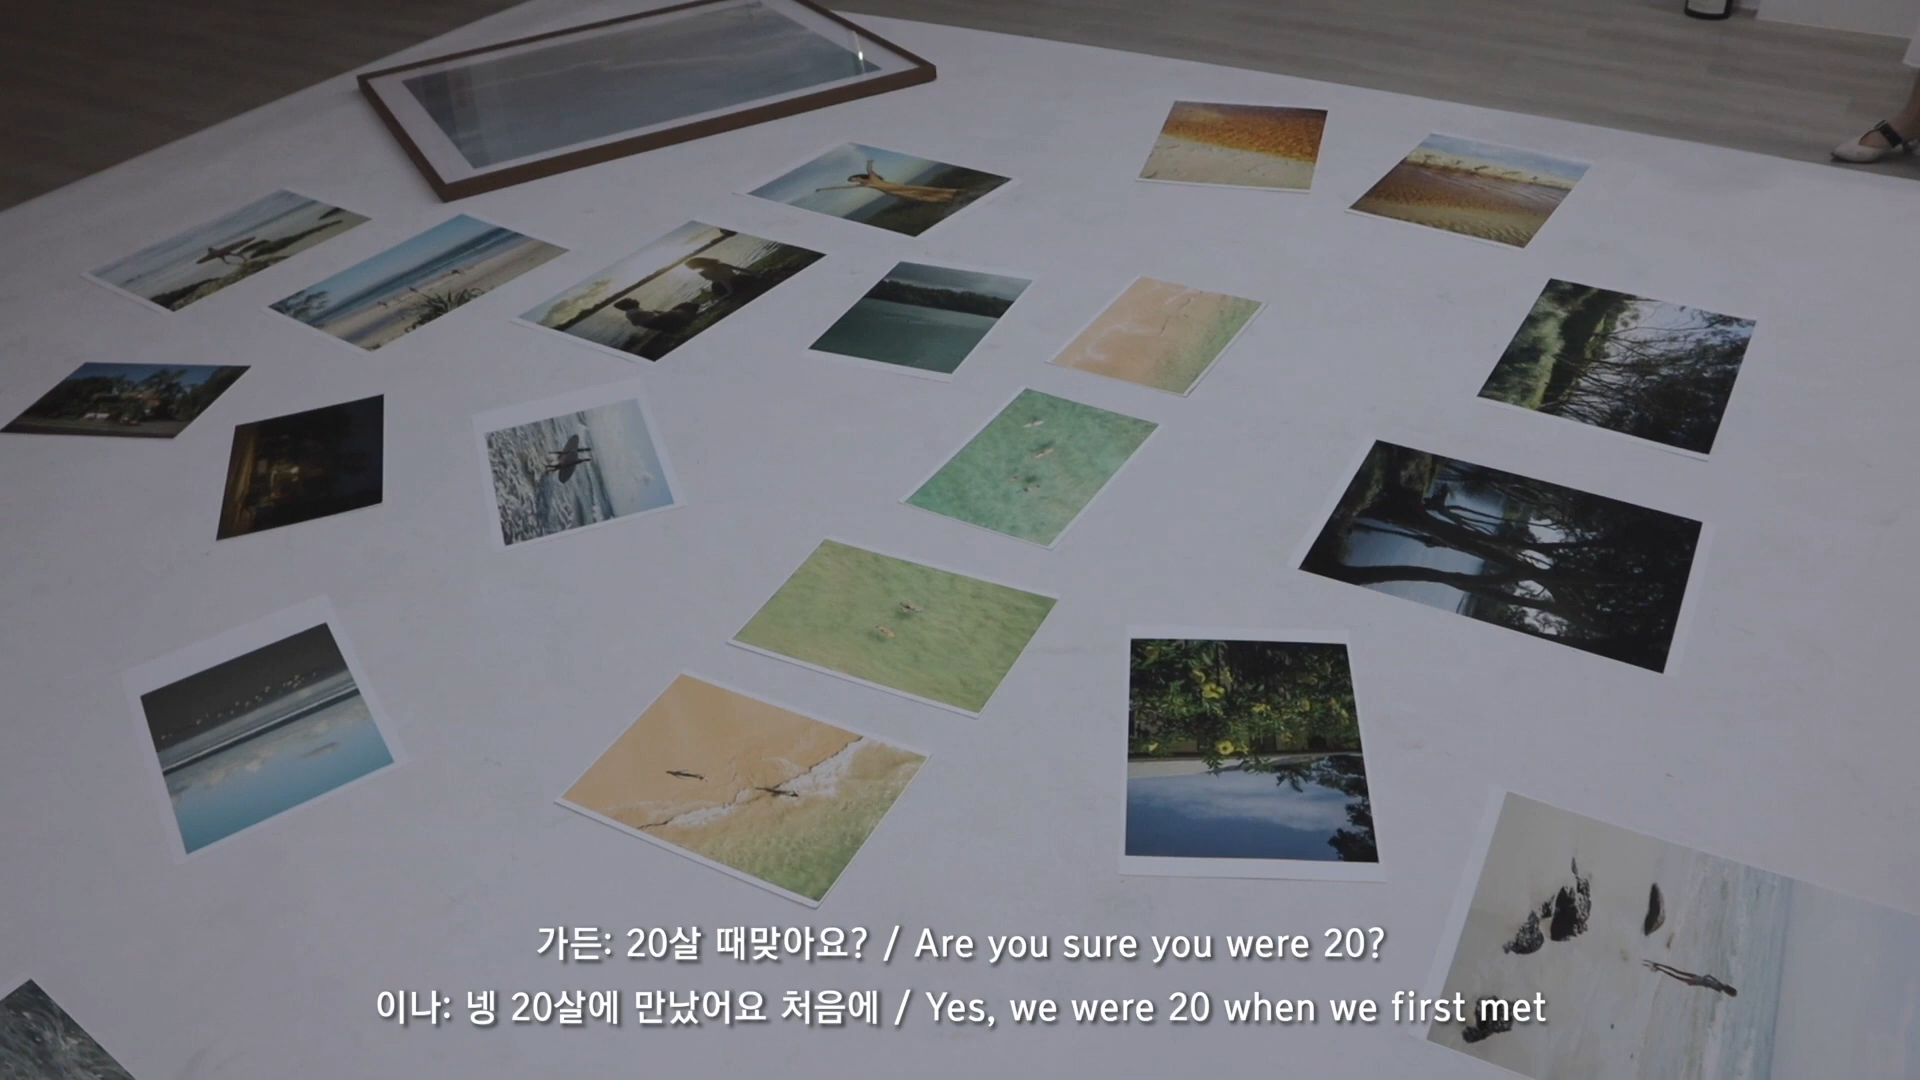 가든: 20살 때맞아요? / Are you sure you were 20?
이나: 넹 20살에 만났어요 처음에 / Yes, we were 20 when we first met